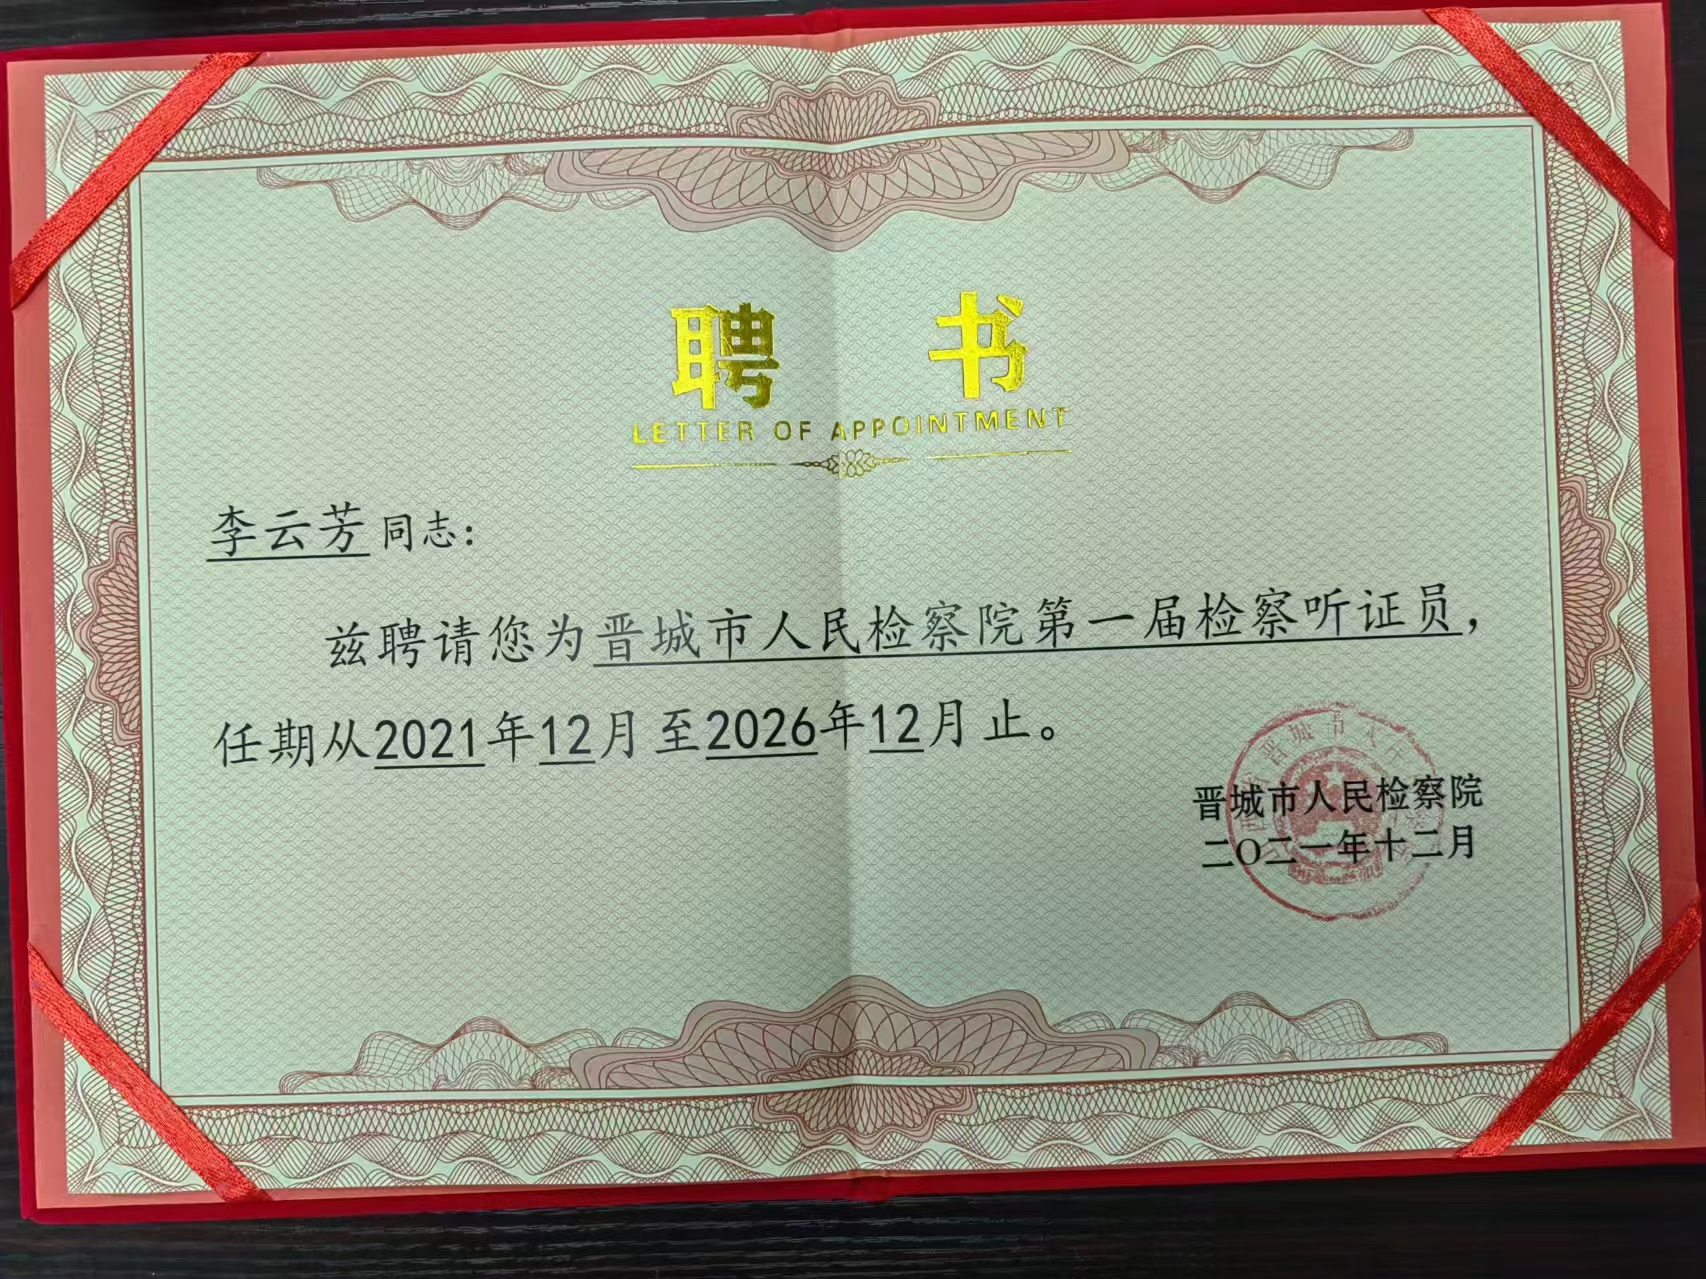 聘 书
LETTER OF APPOINTMENT
李云芳同志：
兹聘请您为晋城市人民检察院第一届检察听证员，
任期从2021年12月至2026年12月止。
晋城市人民检察院
二〇二一年十二月